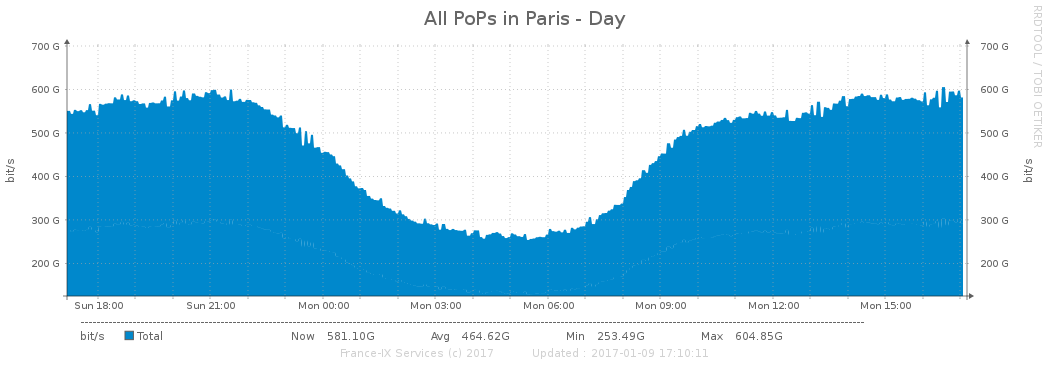 All PoPs in Paris - Day
RRDTOOL / TOBI OETIKER
bit/s
700 G
600 G
500 G
400 G
300 G
200 G
700 G
600 G
500 G
400 G
300 G
200 G
bit/s
Sun 18:00 Sun 21:00 Mon 00:00 Mon 03:00 Mon 06:00 Mon 09:00 Mon 12:00 Mon 15:00
bit/s Total Now 581.10G Avg 464.62G Min 253.49G Max 604.85G
France-IX Services (c) 2017 Updated : 2017-01-09 17:10:11